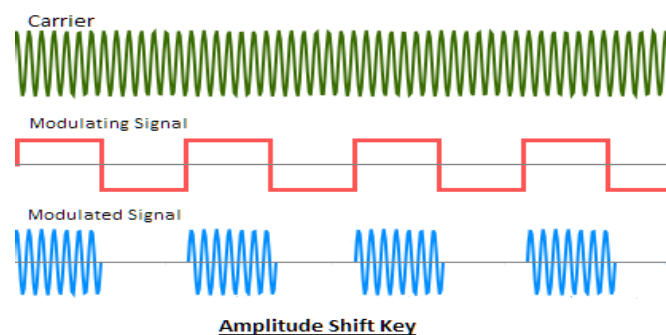 Carrier
Modulating Signal
Modulated Signal
Amplitude Shift Key